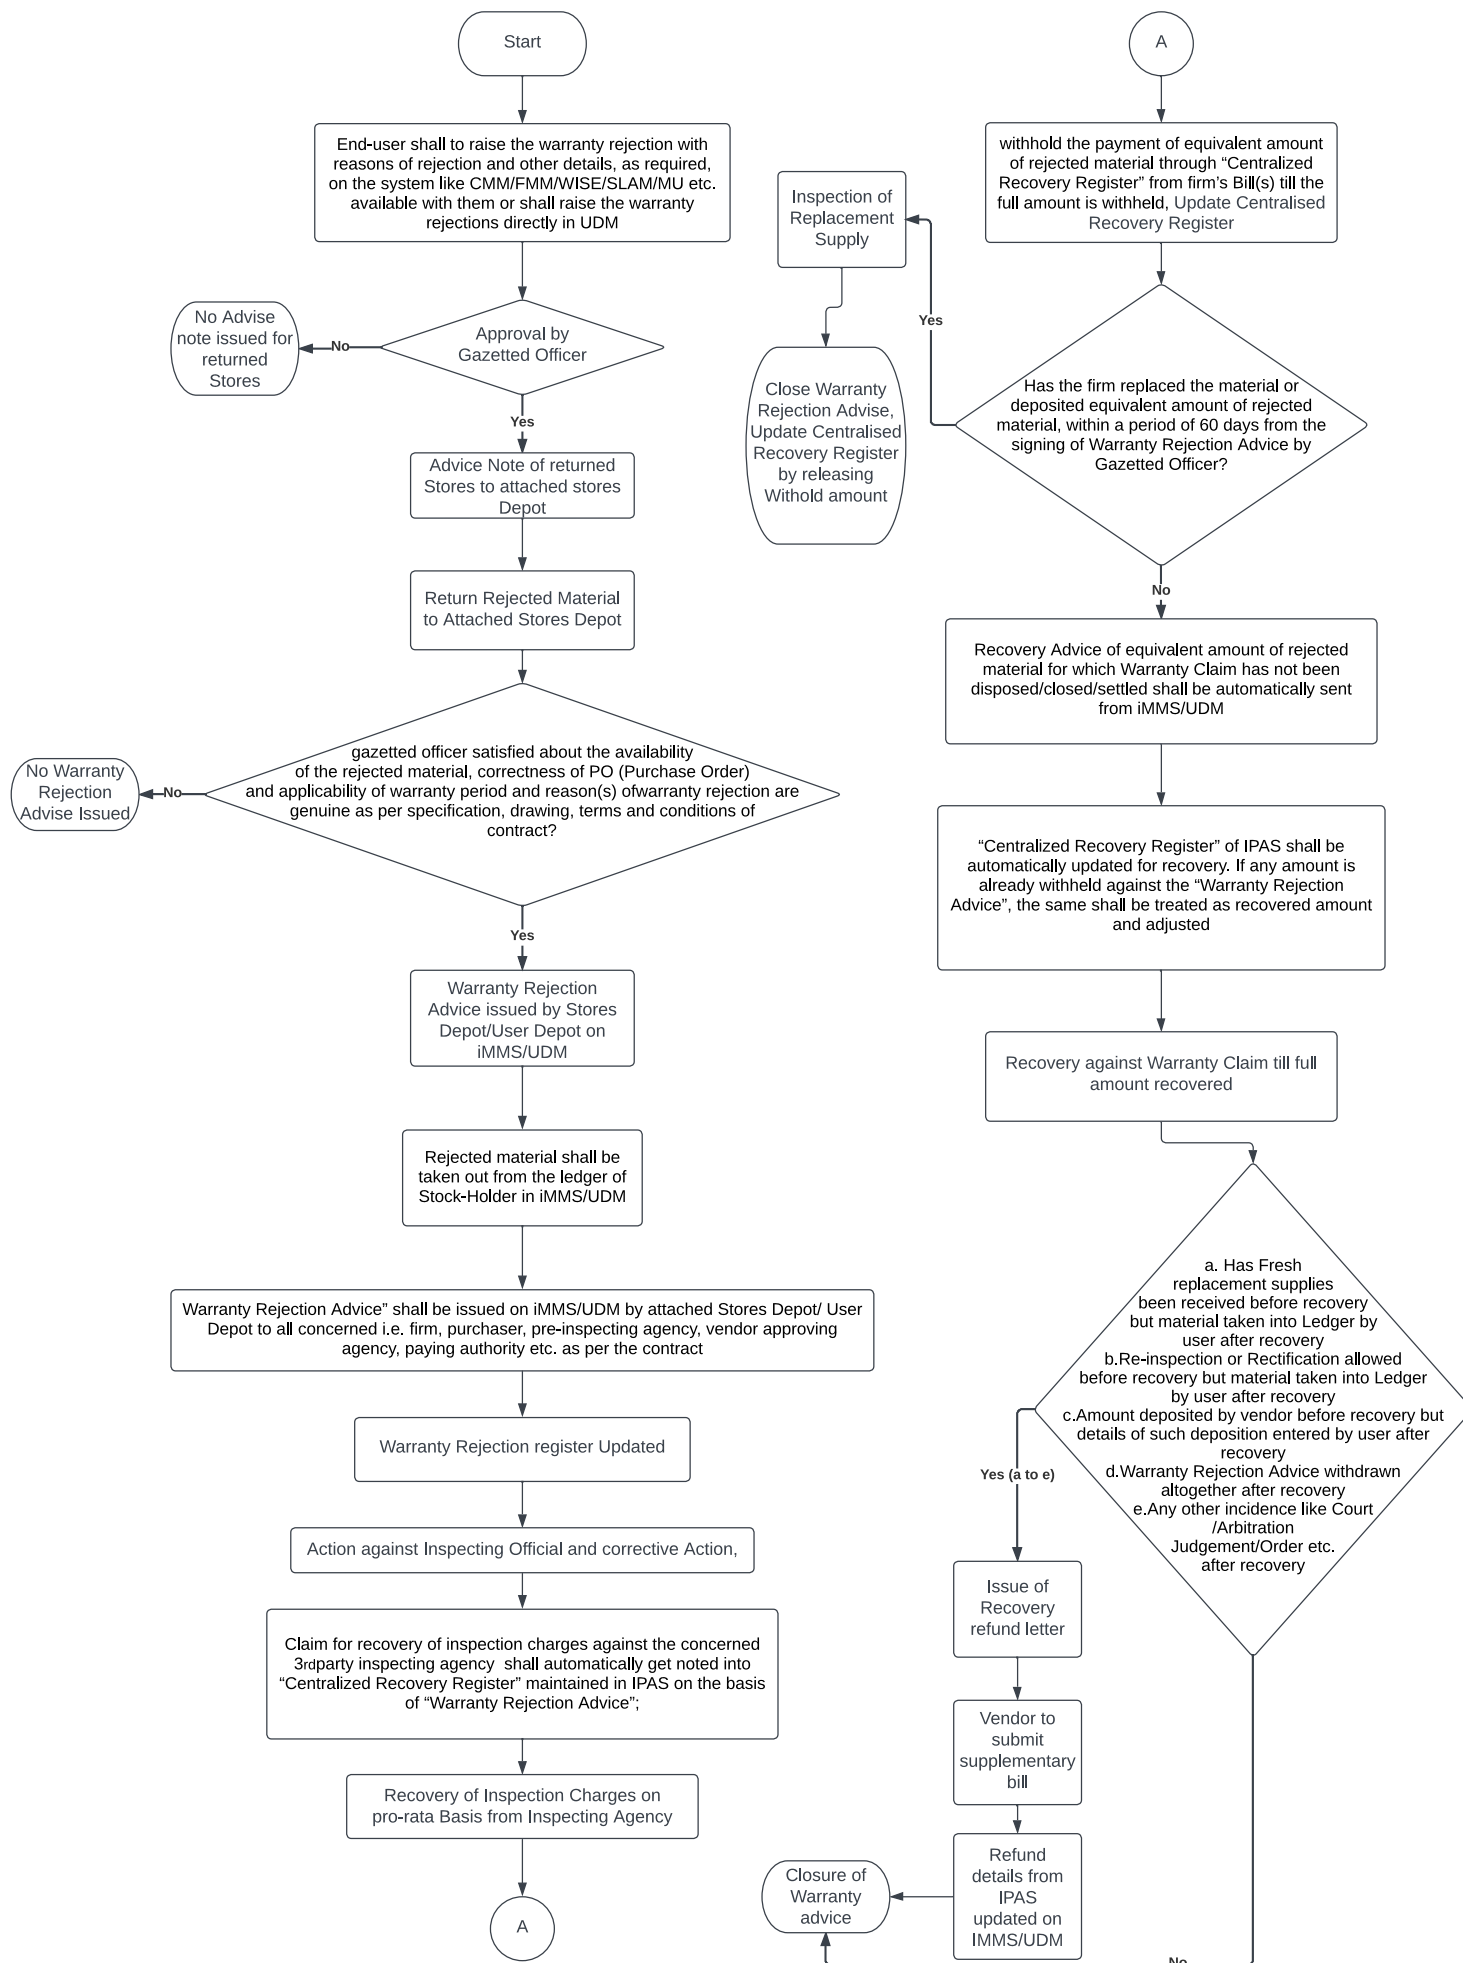 Start
End-user shall to raise the warranty rejection with
reasons of rejection and other details, as required,
on the system like CMM/FMM/WISE/SLAM/MU etc.
available with them or shall raise the warranty
rejections directly in UDM
Approval by
Gazetted Officer
No
No Advise
note issued for
returned
Stores
Yes
Advice Note of returned
Stores to attached stores
Depot
Return Rejected Material
to Attached Stores Depot
gazetted officer satisfied about the availability
of the rejected material, correctness of PO (Purchase Order)
and applicability of warranty period and reason(s) ofwarranty rejection are
genuine as per specification, drawing, terms and conditions of
contract?
No
No Warranty
Rejection
Advise Issued
Yes
Warranty Rejection
Advice issued by Stores
Depot/User Depot on
iMMS/UDM
Rejected material shall be
taken out from the ledger of
Stock-Holder in iMMS/UDM
Warranty Rejection Advice” shall be issued on iMMS/UDM by attached Stores Depot/ User
Depot to all concerned i.e. firm, purchaser, pre-inspecting agency, vendor approving
agency, paying authority etc. as per the contract
Warranty Rejection register Updated
Action against Inspecting Official and corrective Action,
Claim for recovery of inspection charges against the concerned
3rdparty inspecting agency shall automatically get noted into
“Centralized Recovery Register” maintained in IPAS on the basis
of “Warranty Rejection Advice”;
Recovery of Inspection Charges on
pro-rata Basis from Inspecting Agency
A
A
withhold the payment of equivalent amount
of rejected material through “Centralized
Recovery Register” from firm’s Bill(s) till the
full amount is withheld, Update Centralised
Recovery Register
Has the firm replaced the material or
deposited equivalent amount of rejected
material, within a period of 60 days from the
signing of Warranty Rejection Advice by
Gazetted Officer?
Yes
Inspection of
Replacement
Supply
Close Warranty
Rejection Advise,
Update Centralised
Recovery Register
by releasing
Withold amount
No
Recovery Advice of equivalent amount of rejected
material for which Warranty Claim has not been
disposed/closed/settled shall be automatically sent
from iMMS/UDM
“Centralized Recovery Register” of IPAS shall be
automatically updated for recovery. If any amount is
already withheld against the “Warranty Rejection
Advice”, the same shall be treated as recovered amount
and adjusted
Recovery against Warranty Claim till full
amount recovered
a. Has Fresh
replacement supplies
been received before recovery
but material taken into Ledger by
user after recovery
b.Re-inspection or Rectification allowed
before recovery but material taken into Ledger
by user after recovery
c.Amount deposited by vendor before recovery but
details of such deposition entered by user after
recovery
d.Warranty Rejection Advice withdrawn
altogether after recovery
e.Any other incidence like Court
/Arbitration
Judgement/Order etc.
after recovery
Yes (a to e)
Issue of
Recovery
refund letter
Vendor to
submit
supplementary
bill
Refund
details from
IPAS
updated on
IMMS/UDM
Closure of
Warranty
advice
No